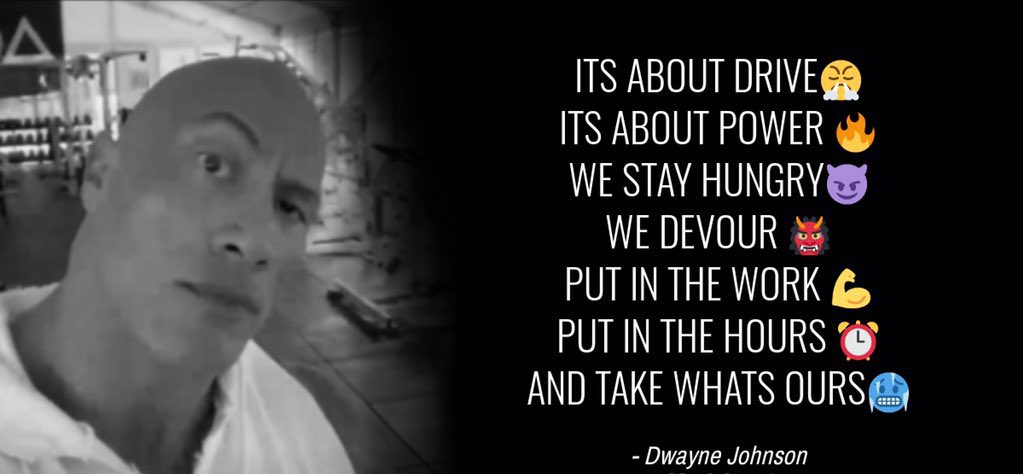 ITS ABOUT DRIVE😤
ITS ABOUT POWER 🔥
WE STAY HUNGRY😈
WE DEVOUR 👹
PUT IN THE WORK 💪
PUT IN THE HOURS ⏰
AND TAKE WHATS OURS🥶
- Dwayne Johnson